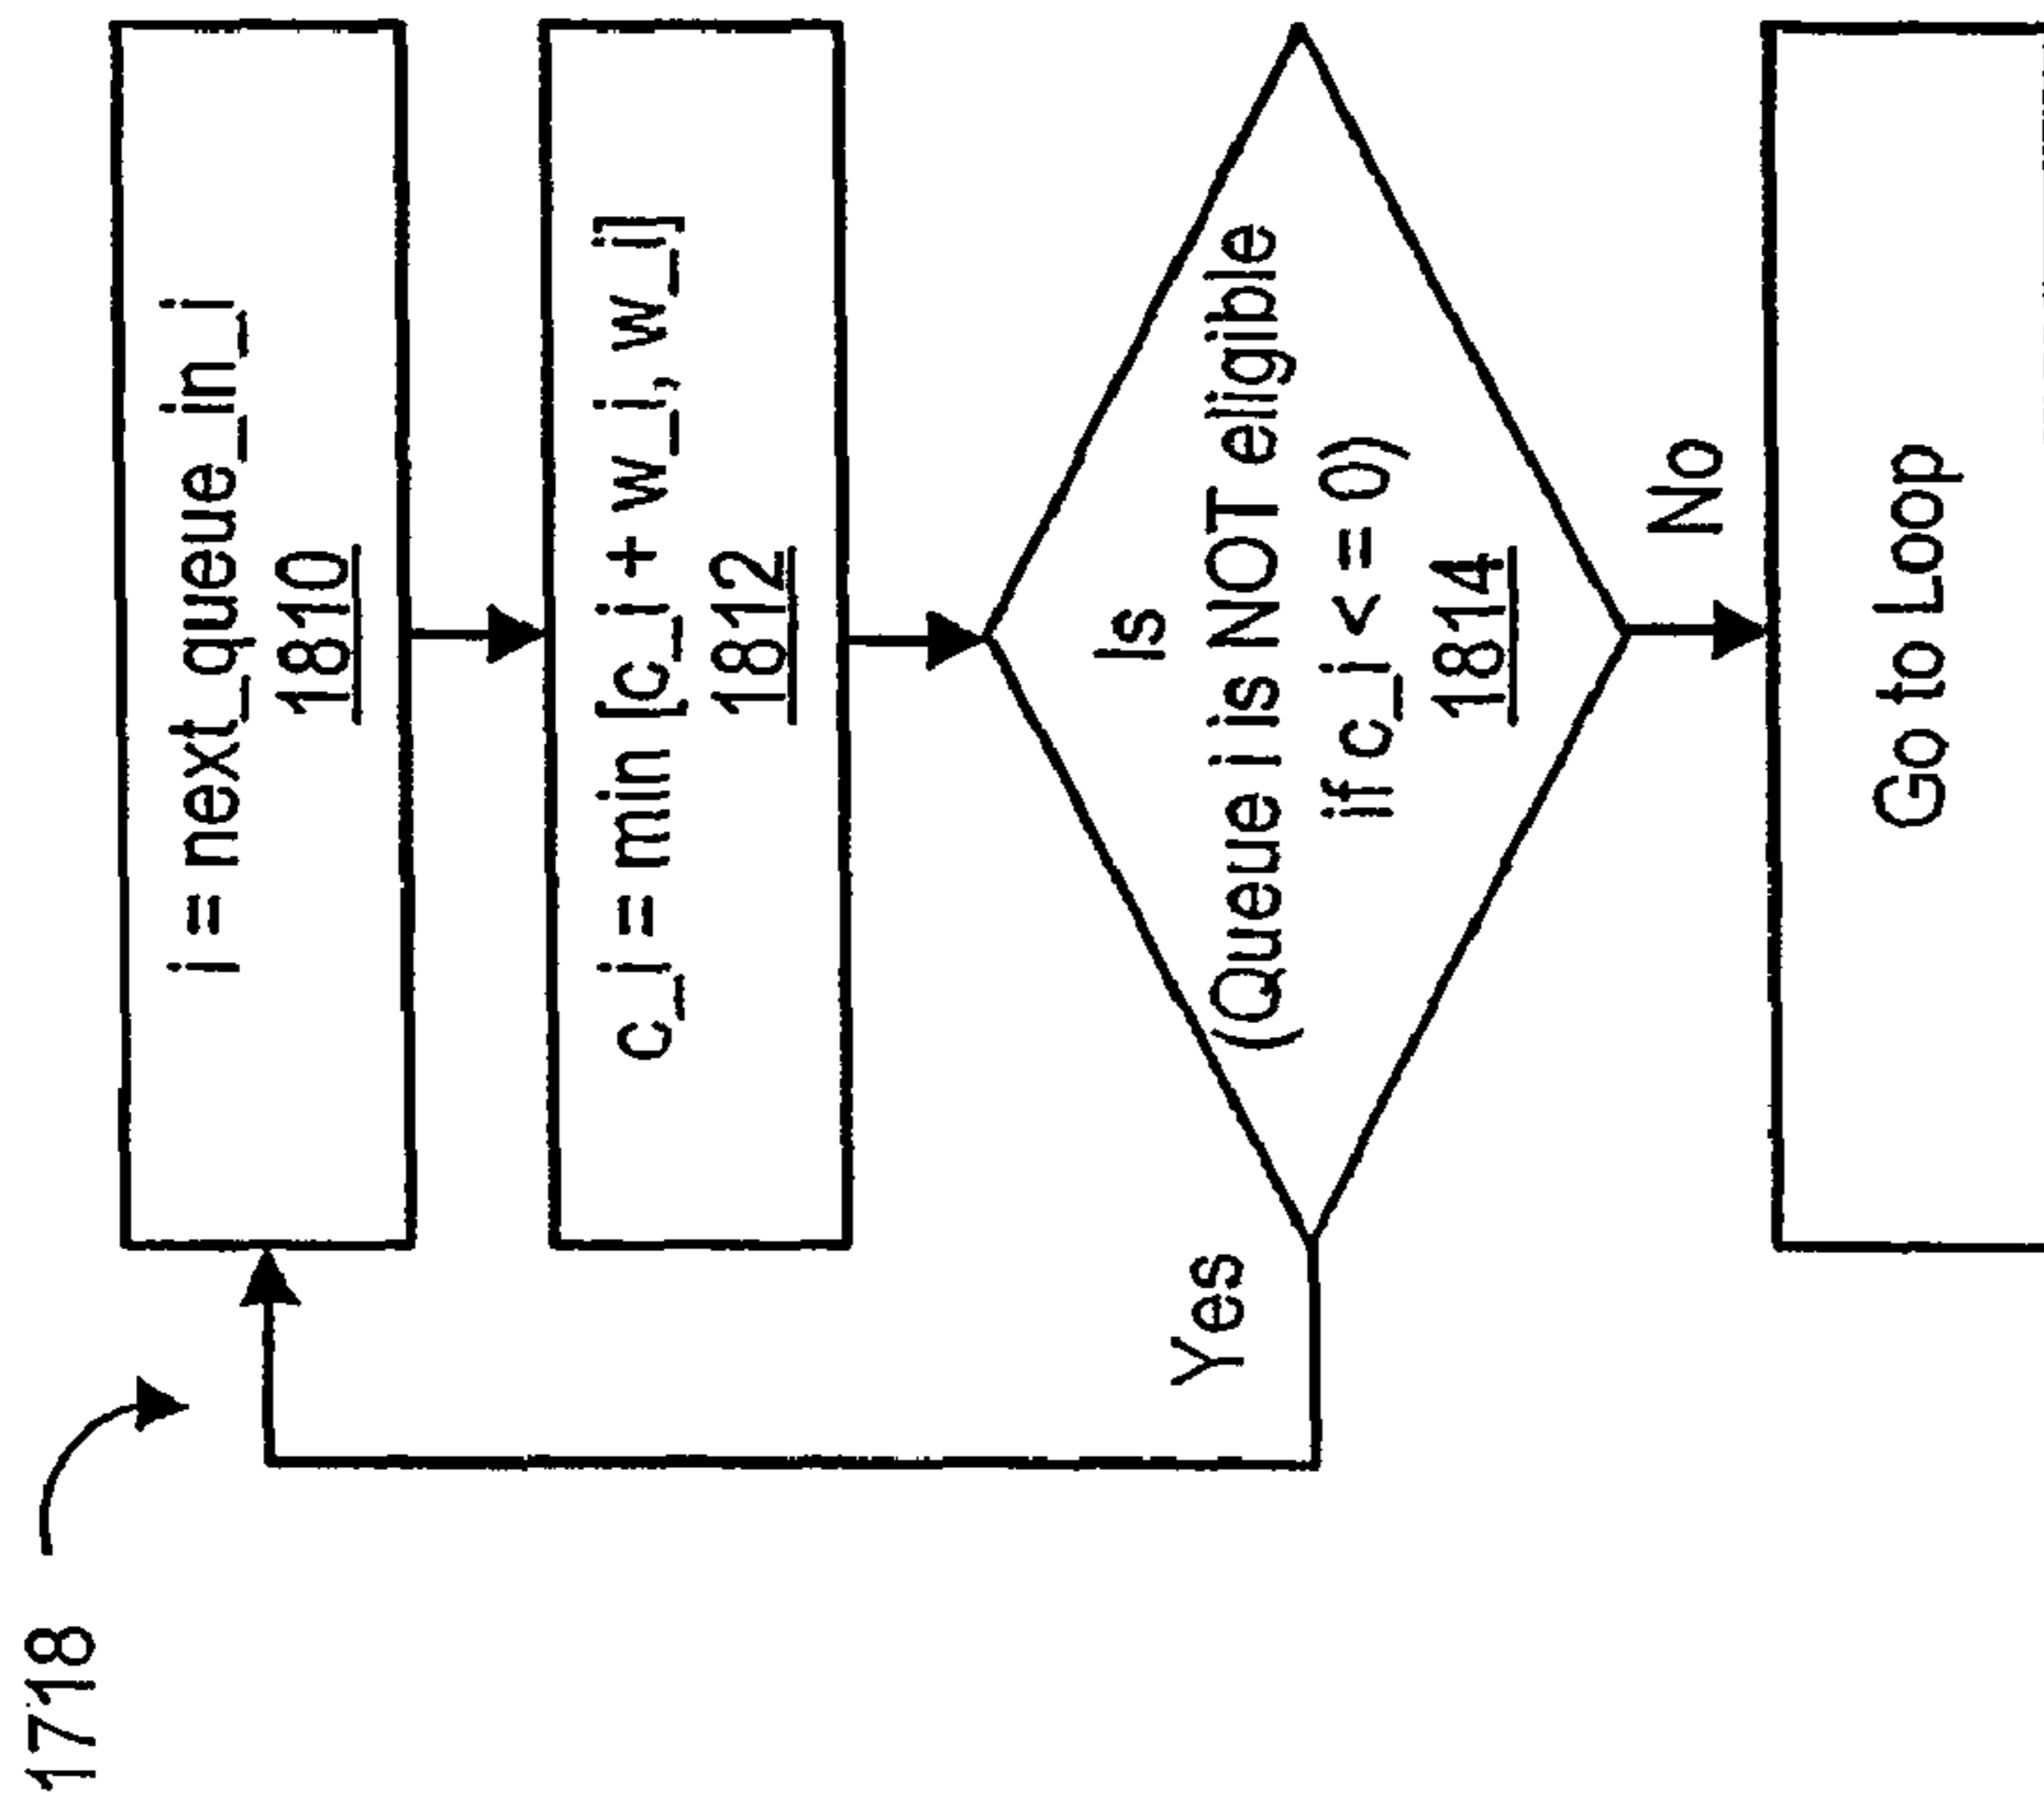 1718
i = next_queue_in_i
1810
c_i = min [c_i + w_i, w_i]
1812
Is
(Queue i is NOT eligible
if c_i < = 0)
1814
Yes
No
Go to Loop